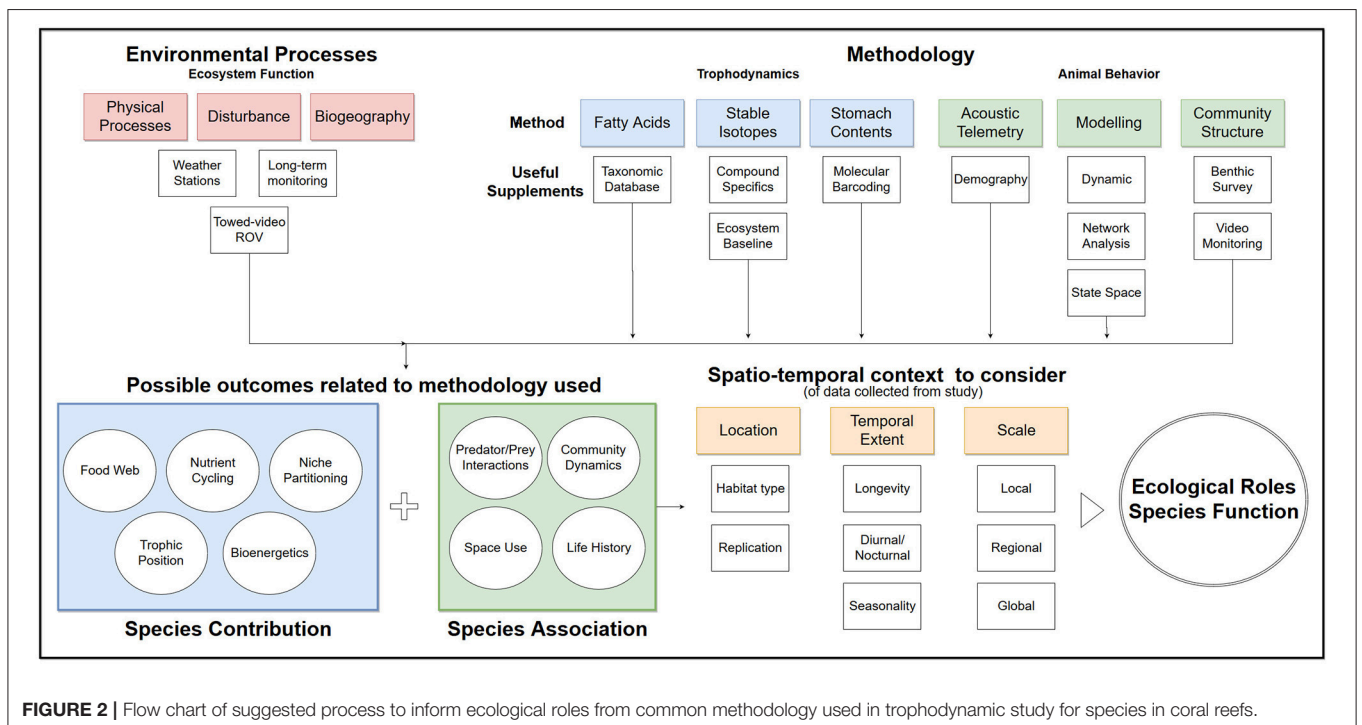 Environmental Processes
Ecosystem Function
Physical
Processes
Disturbance
Biogeography
Weather
Stations
Long-term
monitoring
Towed-video
ROV
Methodology
Trophodynamics
Animal Behavior
Method
Fatty Acids
Stable
Isotopes
Stomach
Contents
Acoustic
Telemetry
Modelling
Community
Structure
Useful
Supplements
Taxonomic
Database
Compound
Specifics
Ecosystem
Baseline
Molecular
Barcoding
Demography
Dynamic
Network
Analysis
State Space
Benthic
Survey
Video
Monitoring
Possible outcomes related to methodology used
Food Web
Nutrient
Cycling
Niche
Partitioning
Trophic
Position
Bioenergetics
Species Contribution
Predator/Prey
Interactions
Community
Dynamics
Space Use
Life History
Species Association
Spatio-temporal context to consider
(of data collected from study)
Location
Habitat type
Replication
Temporal
Extent
Longevity
Diurnal/
Nocturnal
Seasonality
Scale
Local
Regional
Global
Ecological Roles
Species Function
FIGURE 2 | Flow chart of suggested process to inform ecological roles from common methodology used in trophodynamic study for species in coral reefs.